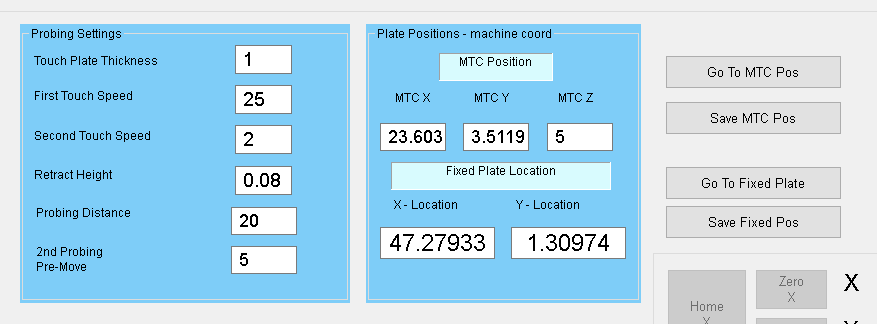 Probing Settings
Touch Plate Thickness
1
First Touch Speed
25
Second Touch Speed
2
Retract Height
0.08
Probing Distance
20
2nd Probing
Pre-Move
5
Plate Positions - machine coord
MTC Position
MTC X MTC Y MTC Z
23.603 3.5119 5
Fixed Plate Location
X - Location Y - Location
47.27933 1.30974
Go To MTC Pos
Save MTC Pos
Go To Fixed Plate
Save Fixed Pos
Home
X
Zero
X
X